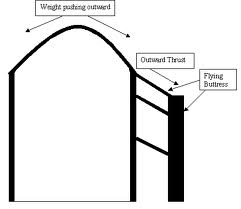 Weight pushing outward
Outward Thrust
Flying
Buttress